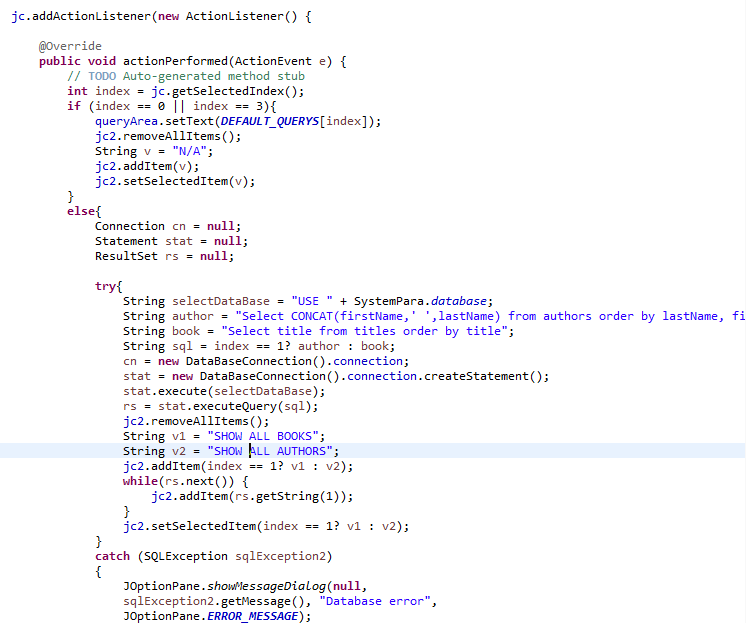 jc.addActionListener(new ActionListener() {
@Override
public void actionPerformed(ActionEvent e) {
// TODO Auto-generated method stub
int index = jc.getSelectedIndex();
if (index == 0 || index == 3){
queryArea.setText(DEFAULT_QUERYS[index]);
jc2.removeAllItems();
String v = "N/A";
jc2.addItem(v);
jc2.setSelectedItem(v);
}
else{
Connection cn = null;
Statement stat = null;
ResultSet rs = null;
try{
String selectDataBase = "USE " + SystemPara.database;
String author = "Select CONCAT(firstName,' ',lastName) from authors order by lastName, fi
String book = "Select title from titles order by title";
String sql = index == 1? author : book;
cn = new DataBaseConnection().connection;
stat = new DataBaseConnection().connection.createStatement();
stat.execute(selectDataBase);
rs = stat.executeQuery(sql);
jc2.removeAllItems();
String v1 = "SHOW ALL BOOKS";
String v2 = "SHOW ALL AUTHORS";
jc2.addItem(index == 1? v1 : v2);
while(rs.next()) {
jc2.addItem(rs.getString(1));
}
jc2.setSelectedItem(index == 1? v1 : v2);
}
catch (SQLException sqlException2)
{
JOptionPane.showMessageDialog(null,
sqlException2.getMessage(), "Database error",
JOptionPane.ERROR_MESSAGE);